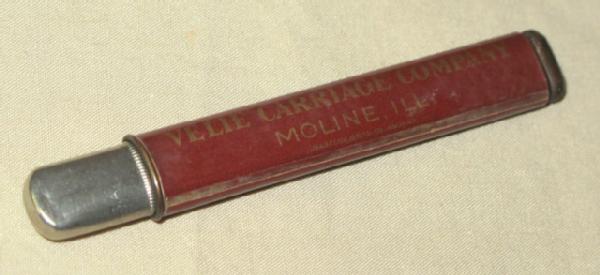 VELIE CARRIAGE COMPANY
MOLINE, ILL.